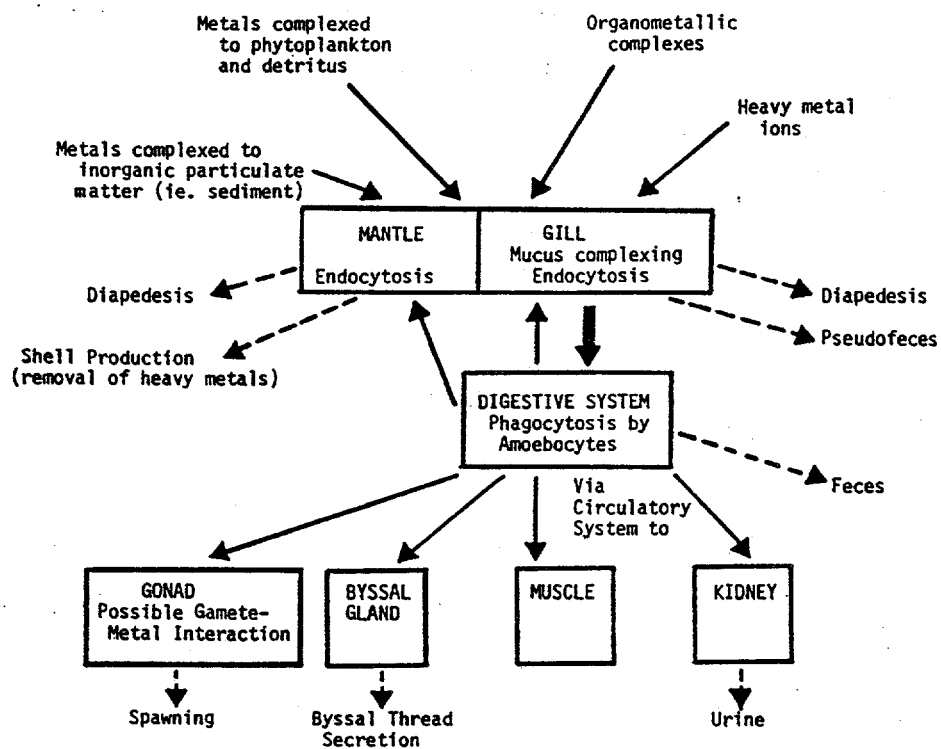 Metals complexed
to phytoplankton
and detritus
Organometallic
complexes
Heavy metal
ions
Metals complexed to
inorganic particulate
matter (ie. sediment)
MANTLE
Endocytosis
GILL
Mucus complexing
Endocytosis
Diapedesis
Shell Production
(removal of heavy metals)
Diapedesis
Pseudofeces
DIGESTIVE SYSTEM
Phagocytosis by
Amoebocytes
Feces
Via
Circulatory
System to
GONAD
Possible Gamete-
Metal Interaction
BYSSAL
GLAND
MUSCLE
KIDNEY
Spawning
Byssal Thread
Secretion
Urine